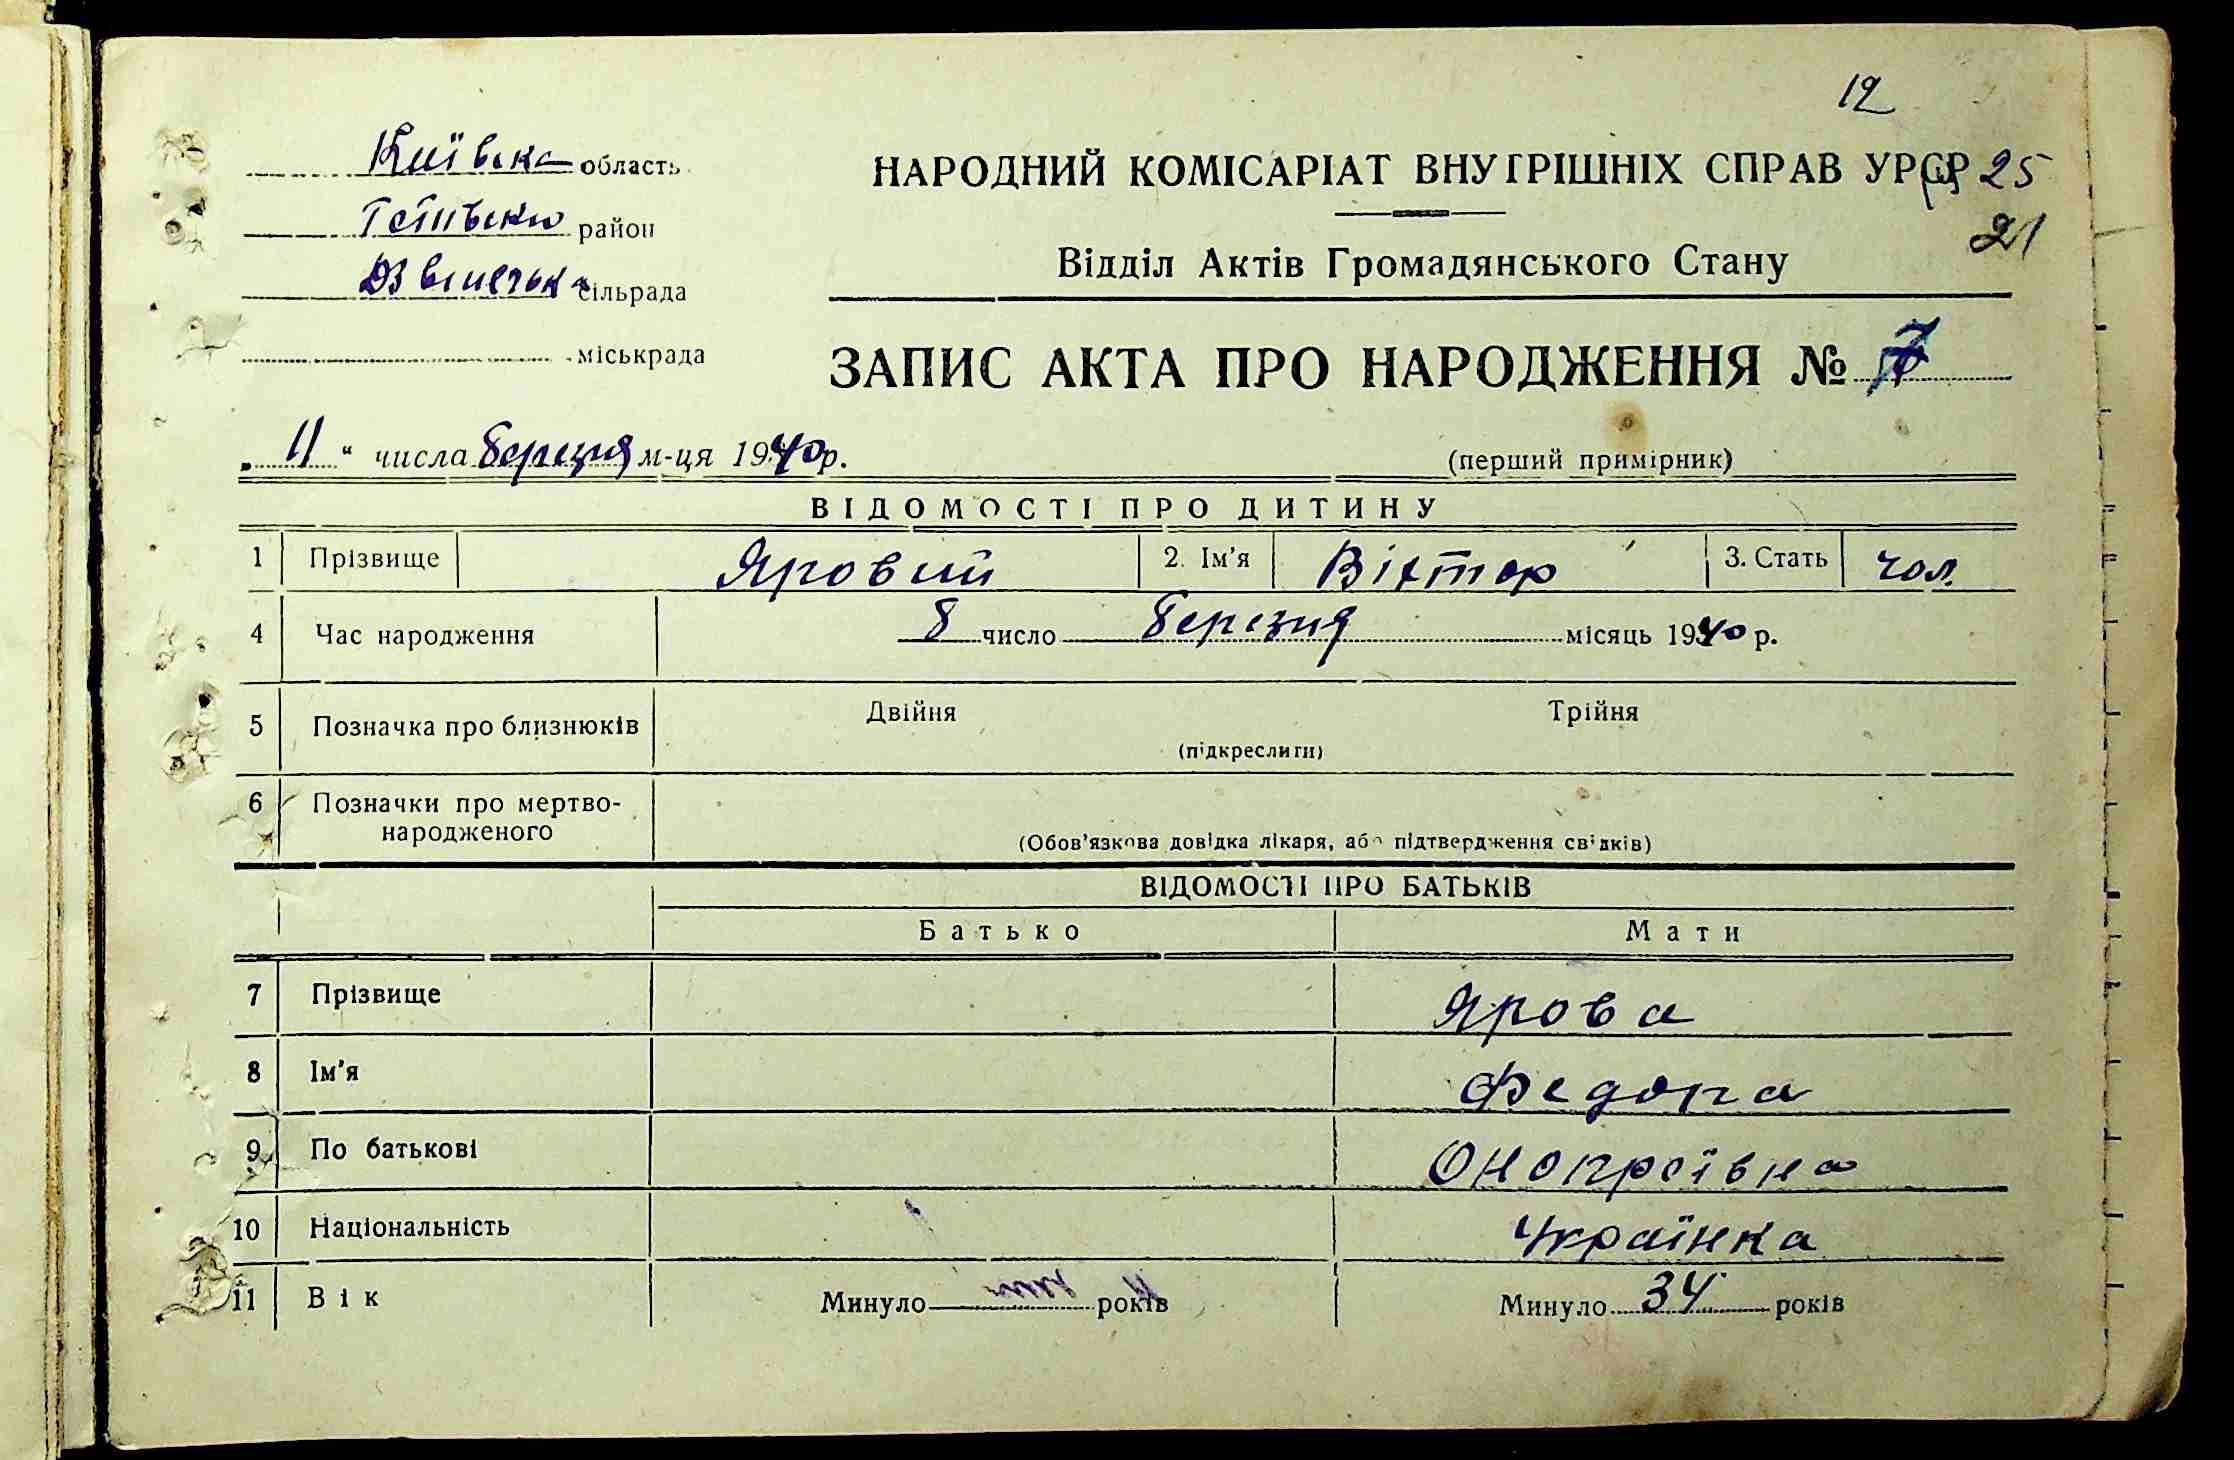 12
Київська область
Тетіївський район
Дзвеняцька сільрада
міськрада
НАРОДНИЙ КОМІСАРІАТ ВНУТРІШНІХ СПРАВ УРСР 25
21
Відділ Актів Громадянського Стану
ЗАПИС АКТА ПРО НАРОДЖЕННЯ № 7
„ 11 “ числа березня м-ця 1940 р.
(перший примірник)
ВІДОМОСТІ ПРО ДИТИНУ
1 Прізвище Яровий 2. Ім'я Віктор 3. Стать чол.
4 Час народження 8 число березня місяць 1940 р.
5 Позначка про близнюків Двійня Трійня
(підкреслити)
6 Позначки про мертво-
народженого
(Обов'язкова довідка лікаря, або підтвердження свідків)
ВІДОМОСТІ ПРО БАТЬКІВ
Батько Мати
7 Прізвище Ярова
8 Ім'я Федора
9 По батькові Онопреївна
10 Національність Українка
11 Вік Минуло років Минуло 34 років